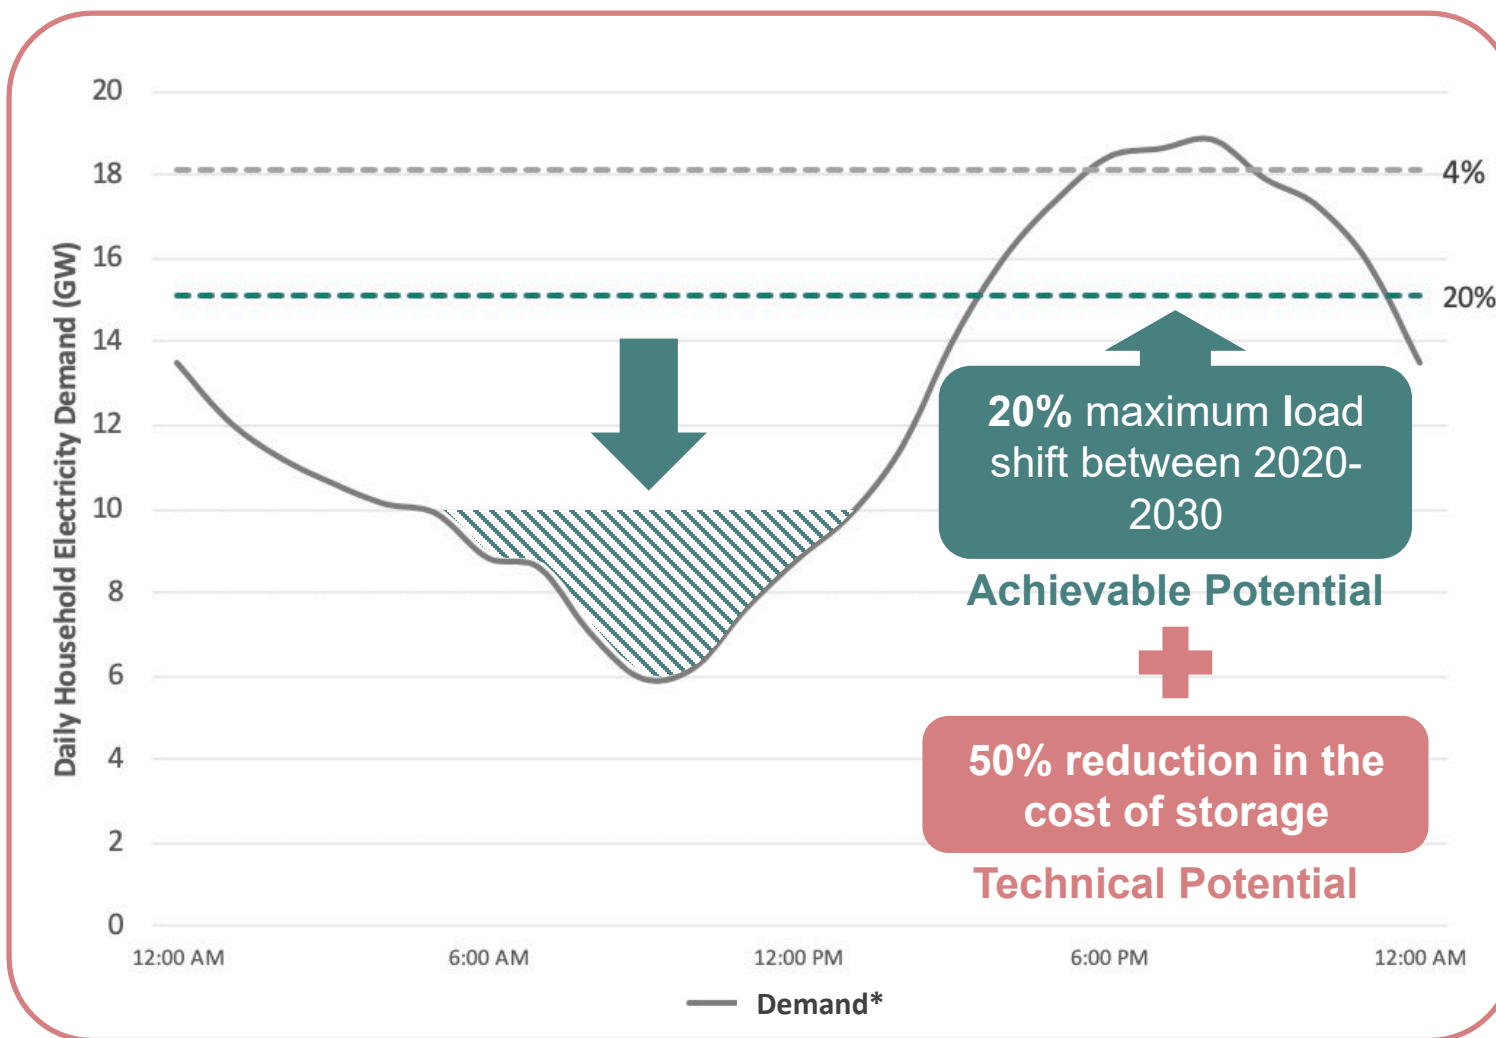 Daily Household Electricity Demand (GW)
20
18
16
14
12
10
8
6
4
2
0
4%
20%
20% maximum load
shift between 2020-
2030
Achievable Potential
50% reduction in the
cost of storage
Technical Potential
12:00 AM
6:00 AM
12:00 PM
6:00 PM
12:00 AM
Demand*